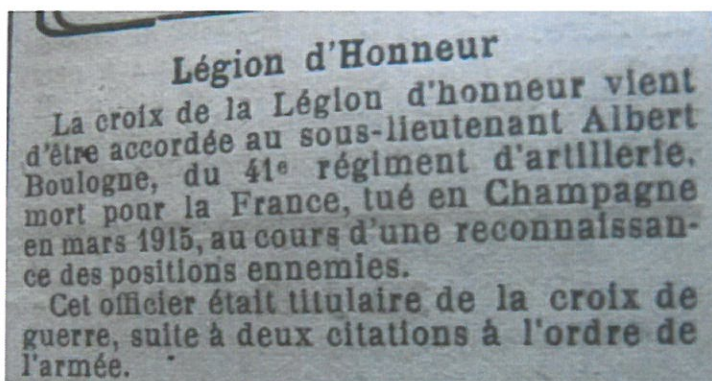 Légion d'Honneur
La croix de la Légion d'honneur vient
d'être accordée au sous-lieutenant Albert
Boulogne, du 41e régiment d'artillerie,
mort pour la France, tué en Champagne
en mars 1915, au cours d'une reconnaissan-
ce des positions ennemies.
Cet officier était titulaire de la croix de
guerre, suite à deux citations à l'ordre de
l'armée.